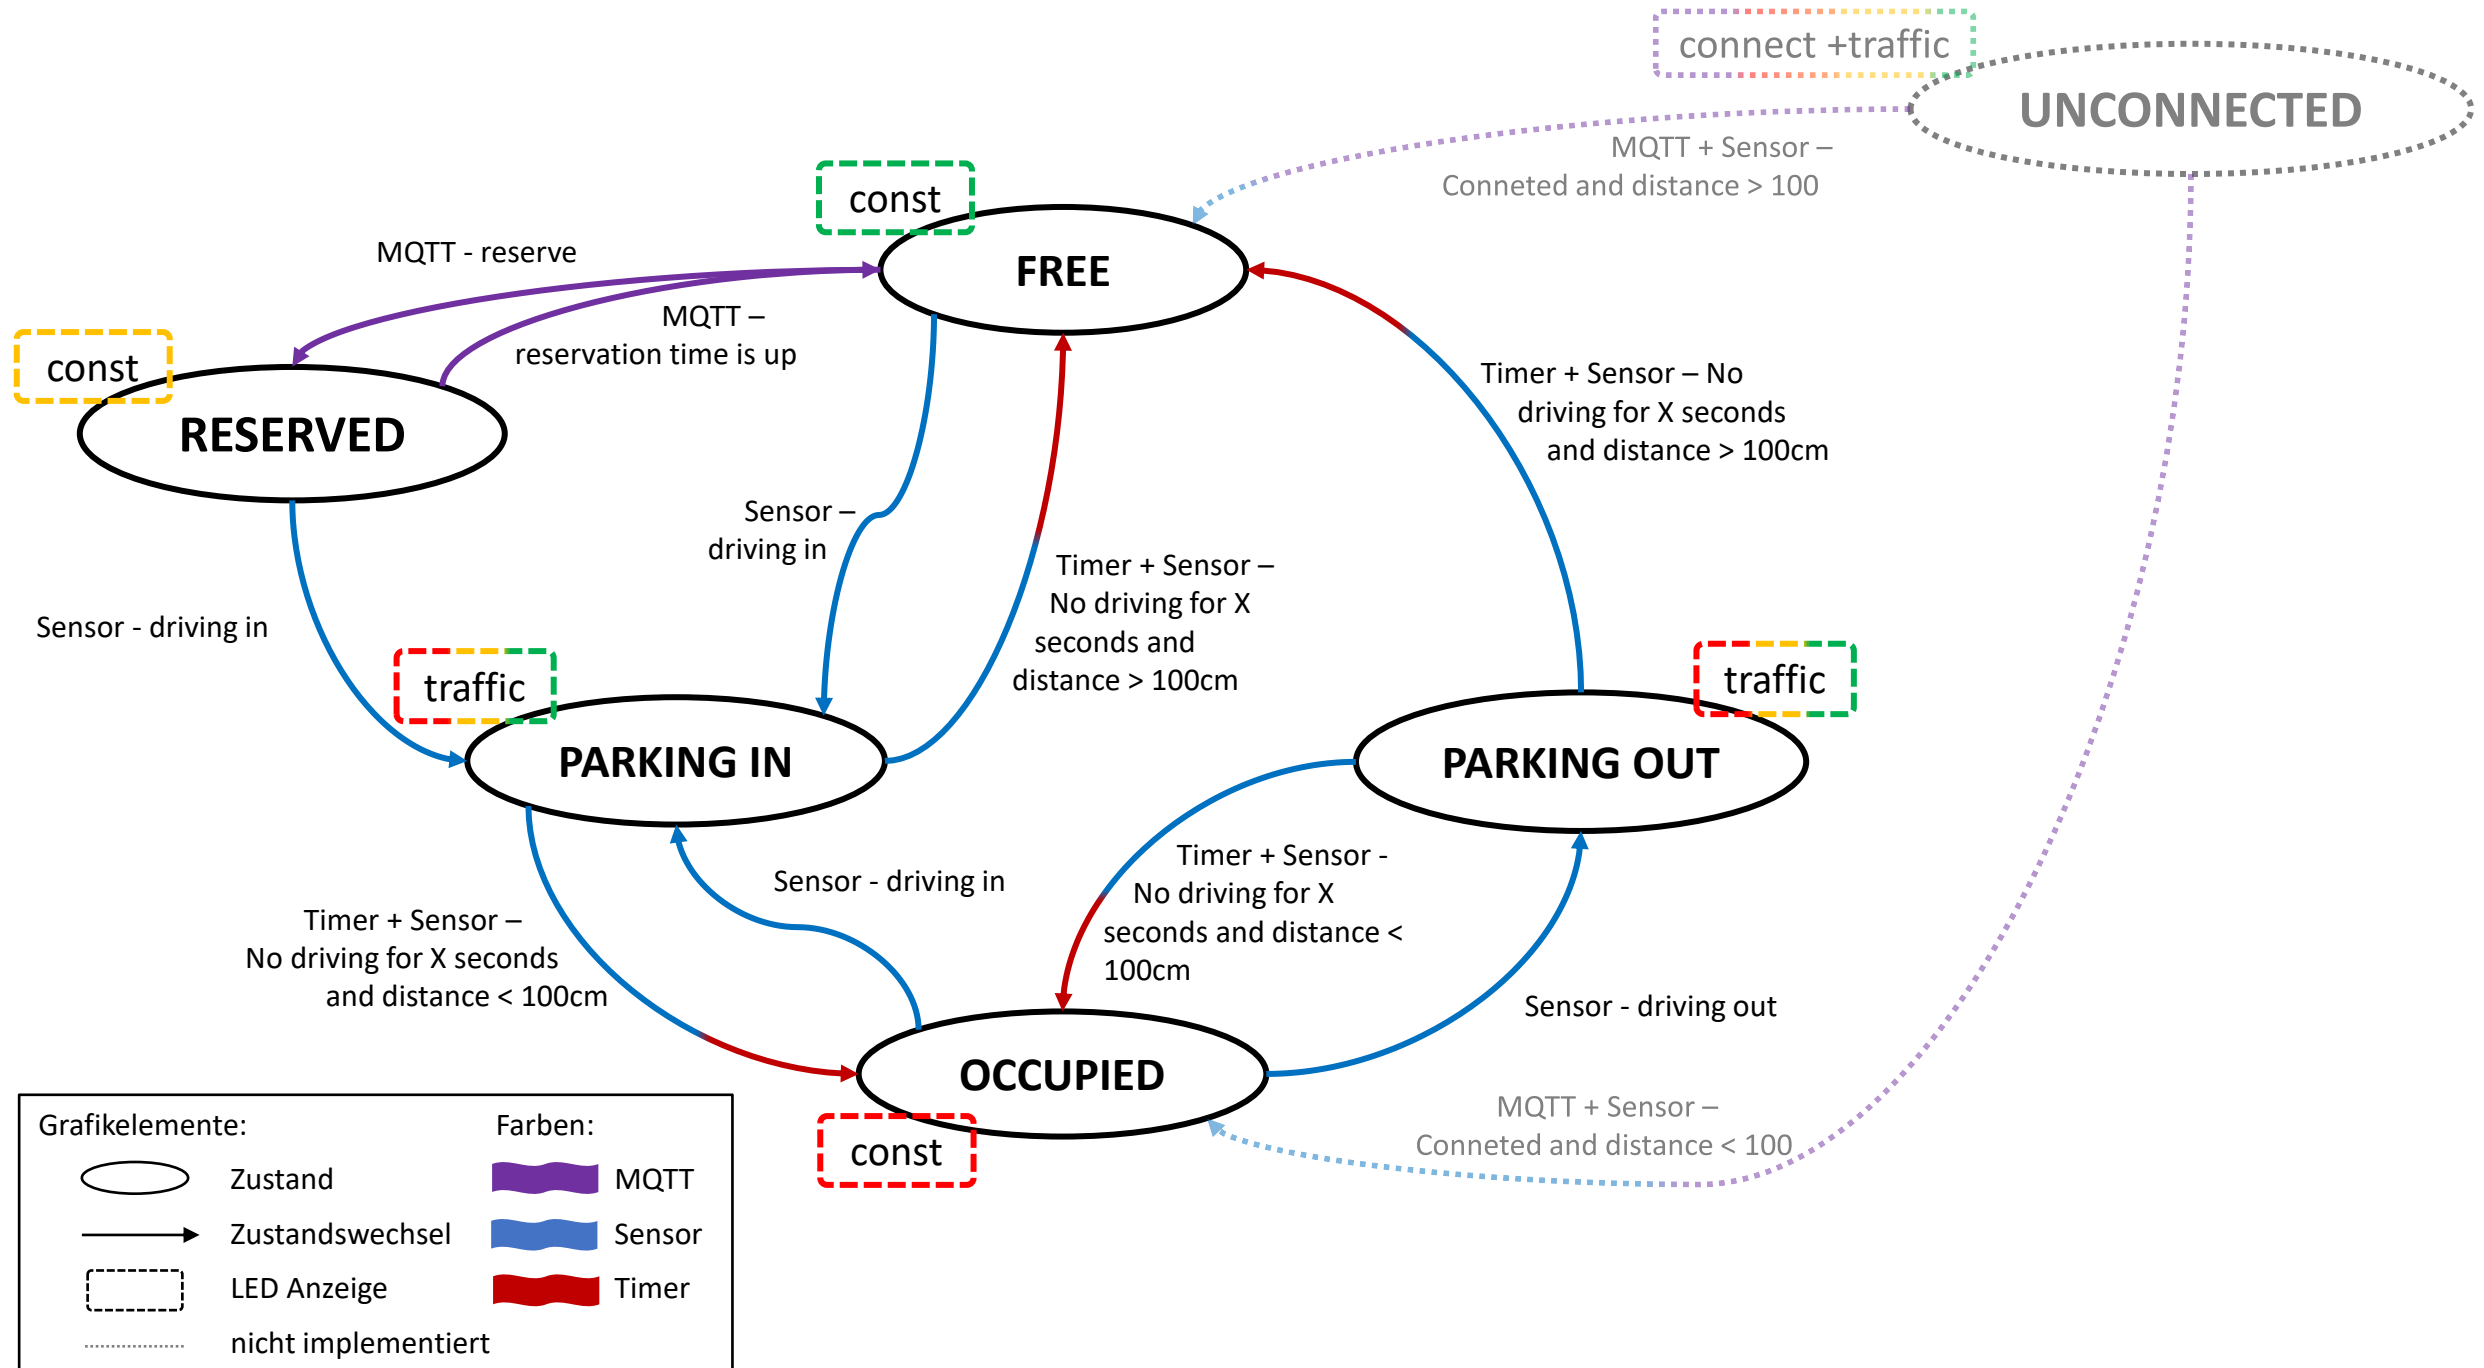 connect +traffic
UNCONNECTED
MQTT + Sensor –
Conneted and distance > 100
const
FREE
MQTT - reserve
MQTT –
reservation time is up
const
RESERVED
Timer + Sensor – No
driving for X seconds
and distance > 100cm
Sensor –
driving in
Timer + Sensor –
No driving for X
seconds and
distance > 100cm
Sensor - driving in
traffic
PARKING IN
traffic
PARKING OUT
Sensor - driving in
Timer + Sensor -
No driving for X
seconds and distance <
100cm
Timer + Sensor –
No driving for X seconds
and distance < 100cm
Sensor - driving out
OCCUPIED
const
MQTT + Sensor –
Conneted and distance < 100
Grafikelemente:
Zustand
Zustandswechsel
LED Anzeige
nicht implementiert
Farben:
MQTT
Sensor
Timer